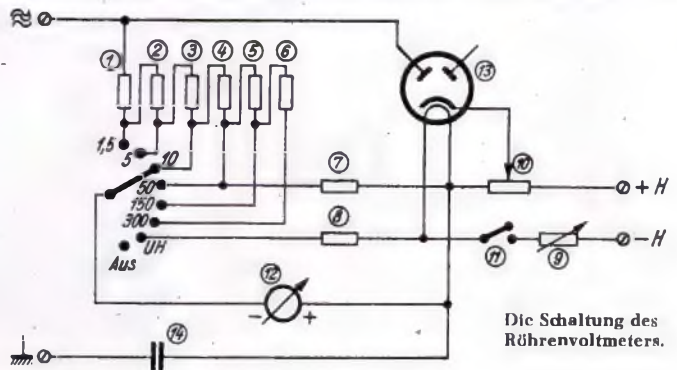 1 2 3 4 5 6
13
1,5
5
10
50
150
300
UH
Aus
7
10
+ H
8
11
9
– H
12
– +
14
Die Schaltung des
Röhrenvoltmeters.